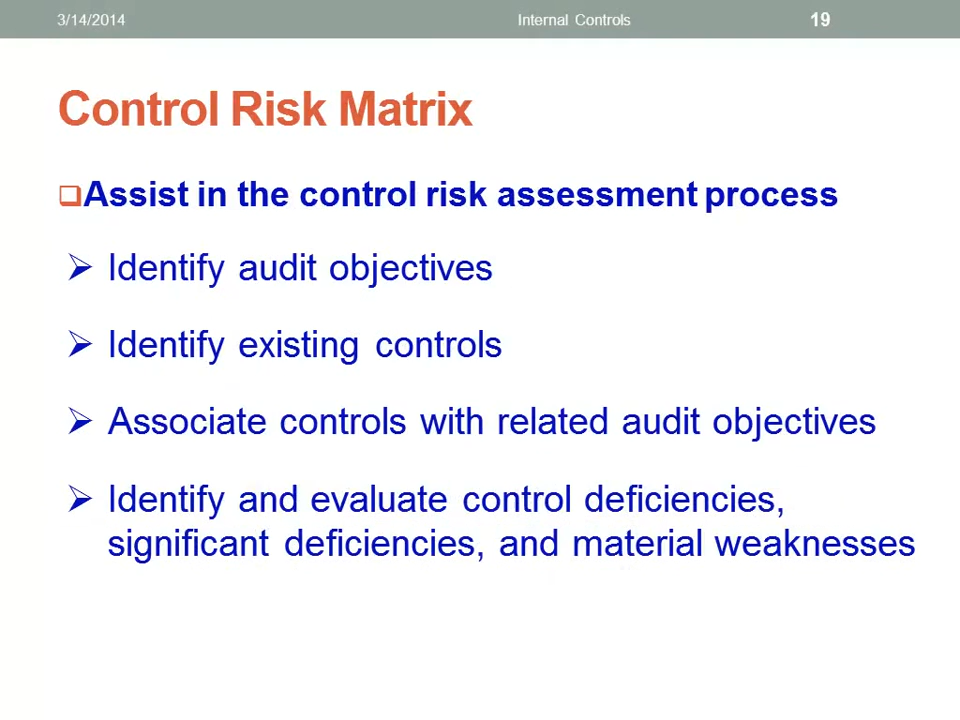 3/14/2014 Internal Controls 19
Control Risk Matrix
Assist in the control risk assessment process
Identify audit objectives
Identify existing controls
Associate controls with related audit objectives
Identify and evaluate control deficiencies,
significant deficiencies, and material weaknesses